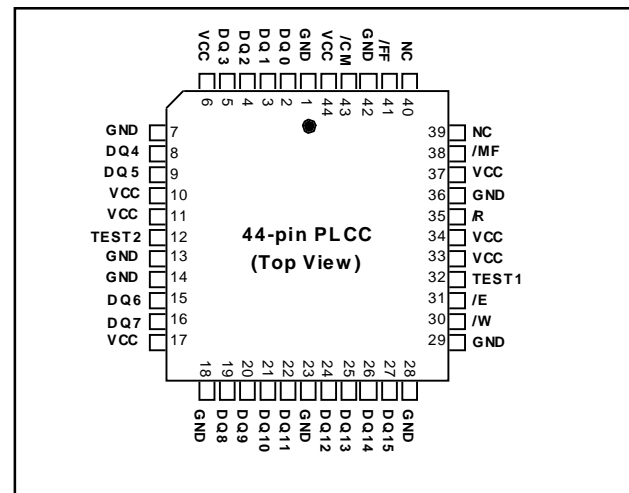 VCC DQ3 DQ2 DQ1 DQ0 GND VCC /CM GND /FF NC
6 5 4 3 2 1 44 43 42 41 40
GND 7
DQ4 8
DQ5 9
VCC 10
VCC 11
TEST2 12
GND 13
GND 14
DQ6 15
DQ7 16
VCC 17
44-pin PLCC
(Top View)
39 NC
38 /MF
37 VCC
36 GND
35 /R
34 VCC
33 VCC
32 TEST1
31 /E
30 /W
29 GND
18 19 20 21 22 23 24 25 26 27 28
GND DQ8 DQ9 DQ10 DQ11 GND DQ12 DQ13 DQ14 DQ15 GND